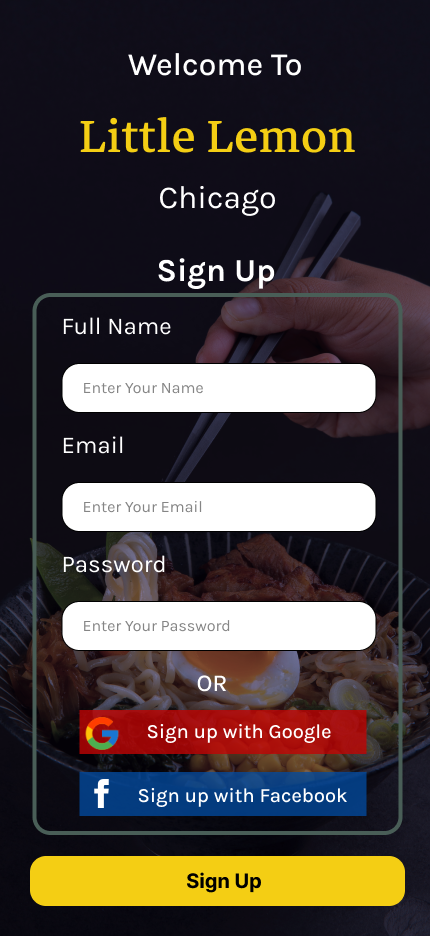 Welcome To
Little Lemon
Chicago
Sign Up
Full Name
Enter Your Name
Email
Enter Your Email
Password
Enter Your Password
OR
Sign up with Google
Sign up with Facebook
Sign Up